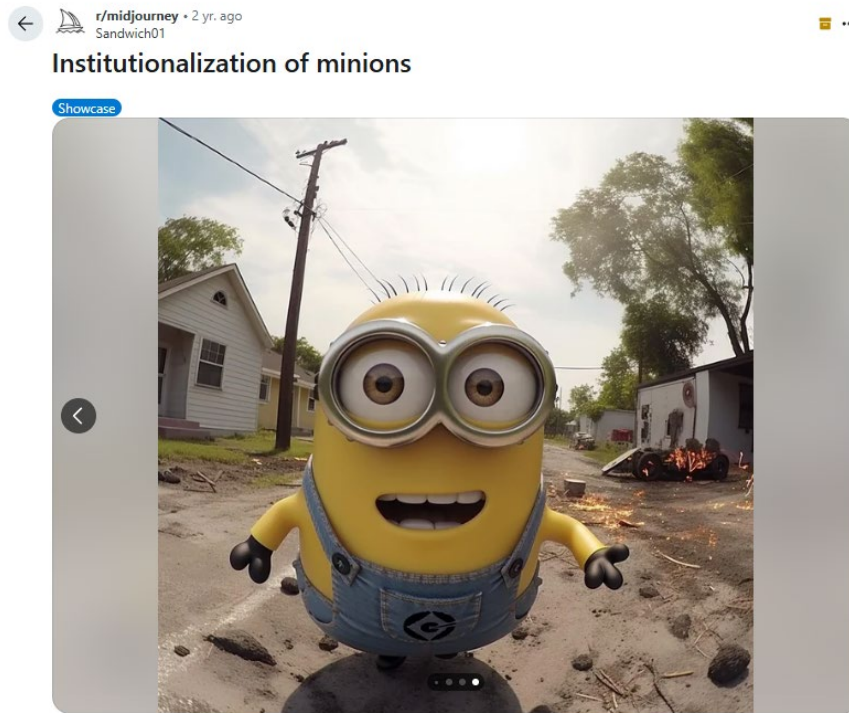 r/midjourney • 2 yr. ago
Sandwich01
Institutionalization of minions
Showcase